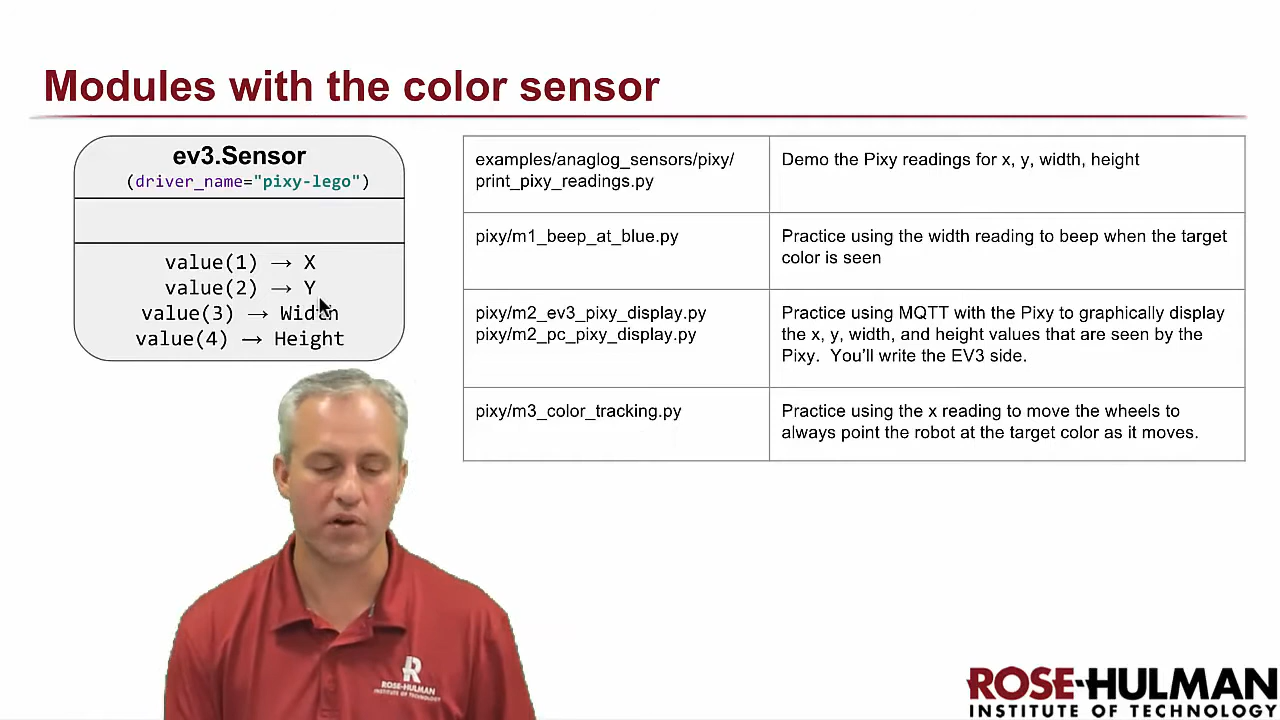 Modules with the color sensor
ev3.Sensor
(driver_name="pixy-lego")
value(1) → X
value(2) → Y
value(3) → Width
value(4) → Height
examples/anaglog_sensors/pixy/
print_pixy_readings.py
Demo the Pixy readings for x, y, width, height
pixy/m1_beep_at_blue.py
Practice using the width reading to beep when the target
color is seen
pixy/m2_ev3_pixy_display.py
pixy/m2_pc_pixy_display.py
Practice using MQTT with the Pixy to graphically display
the x, y, width, and height values that are seen by the
Pixy. You'll write the EV3 side.
pixy/m3_color_tracking.py
Practice using the x reading to move the wheels to
always point the robot at the target color as it moves.
R
ROSE-HULMAN
INSTITUTE OF TECHNOLOGY
ROSE-HULMAN
INSTITUTE OF TECHNOLOGY